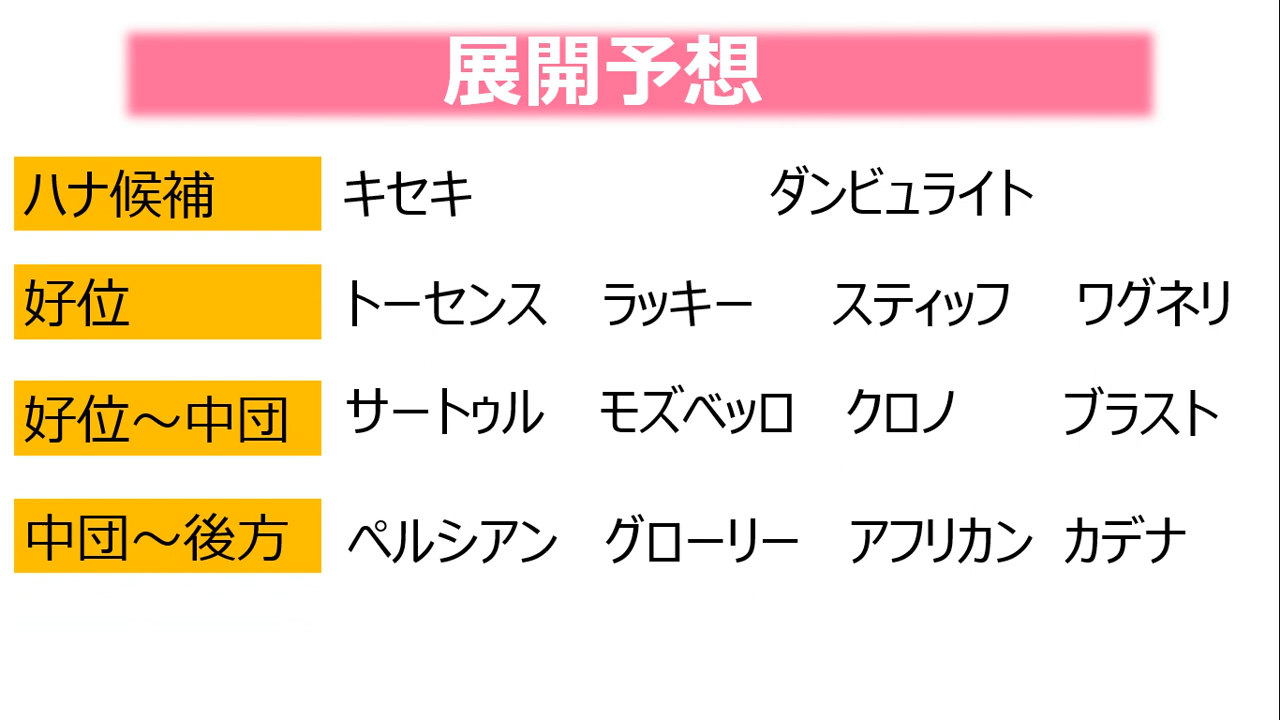 展開予想
ハナ候補 キセキ ダンビュライト
好位 トーセンス ラッキー スティッフ ワグネリ
好位～中団 サートゥル モズベッロ クロノ ブラスト
中団～後方 ペルシアン グローリー アフリカン カデナ